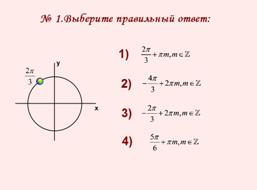 № 1.Выберите правильный ответ:
1) 2π/3 + πm, m ∈ ℤ
2π/3
y
x
2) -4π/3 + 2πm, m ∈ ℤ
3) -2π/3 + 2πm, m ∈ ℤ
4) 5π/6 + πm, m ∈ ℤ